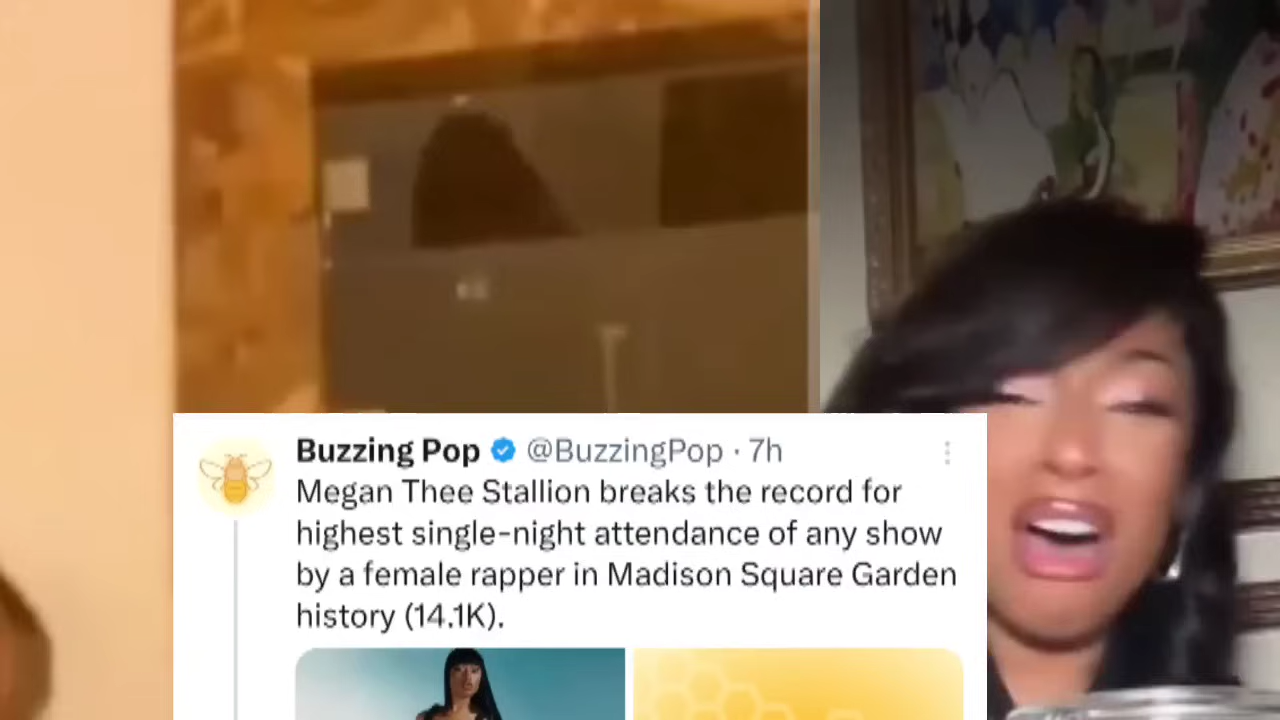 Buzzing Pop @BuzzingPop · 7h
Megan Thee Stallion breaks the record for
highest single-night attendance of any show
by a female rapper in Madison Square Garden
history (14.1K).